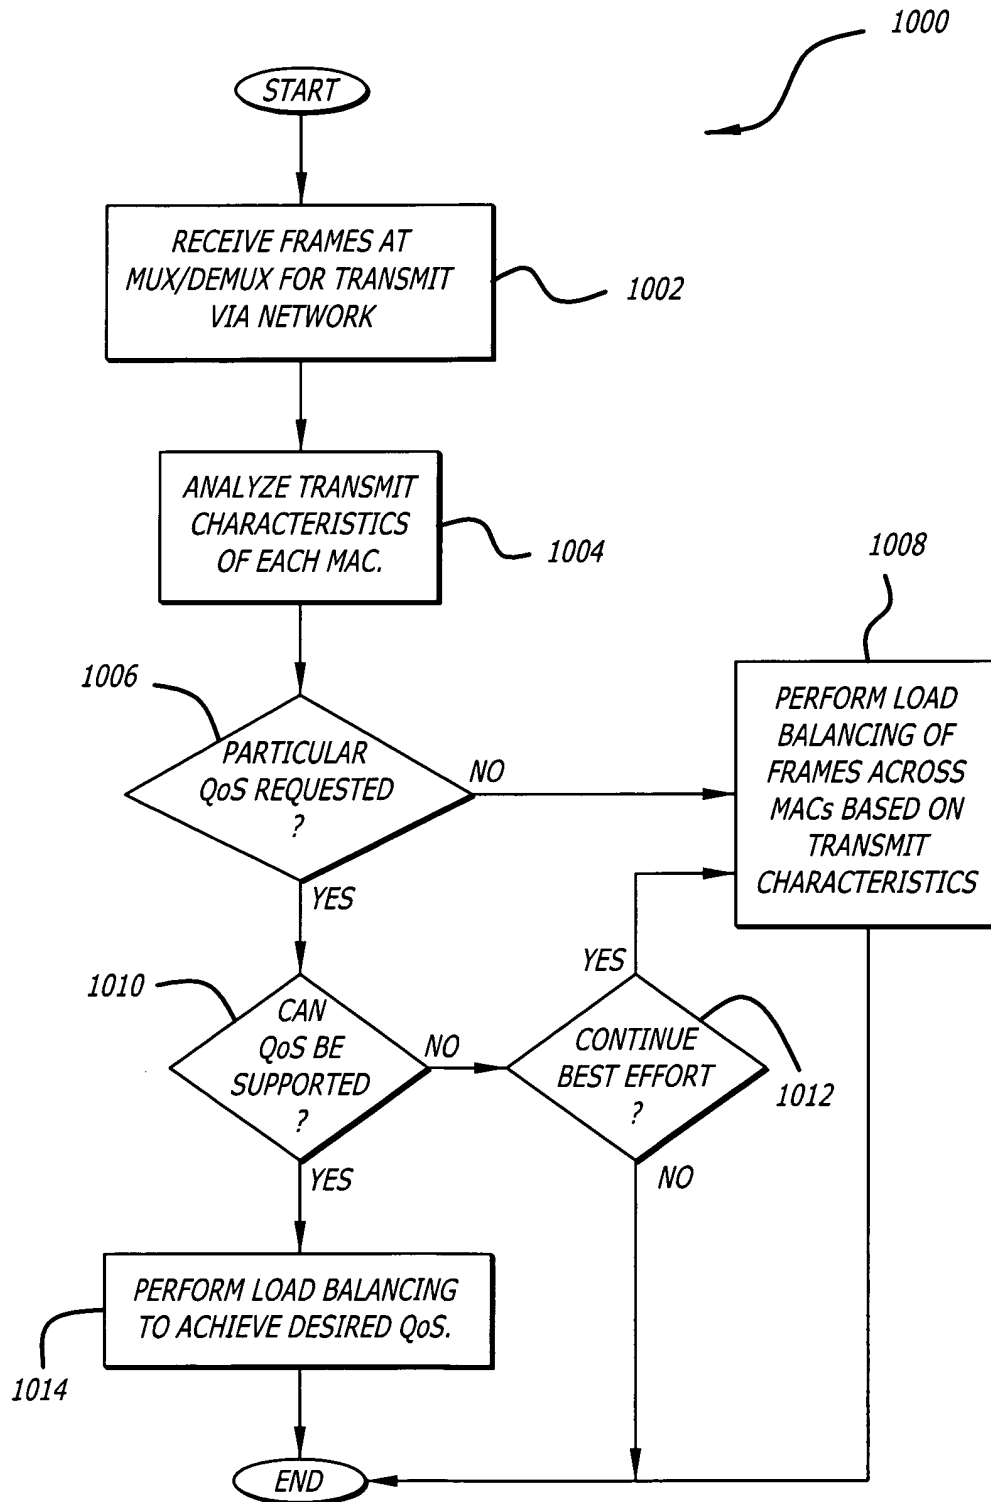 1000
START
RECEIVE FRAMES AT
MUX/DEMUX FOR TRANSMIT
VIA NETWORK
1002
ANALYZE TRANSMIT
CHARACTERISTICS
OF EACH MAC.
1004
1006
PARTICULAR
QoS REQUESTED
?
NO
YES
1008
PERFORM LOAD
BALANCING OF
FRAMES ACROSS
MACs BASED ON
TRANSMIT
CHARACTERISTICS
1010
CAN
QoS BE
SUPPORTED
?
NO
YES
YES
CONTINUE
BEST EFFORT
?
1012
NO
PERFORM LOAD BALANCING
TO ACHIEVE DESIRED QoS.
1014
END